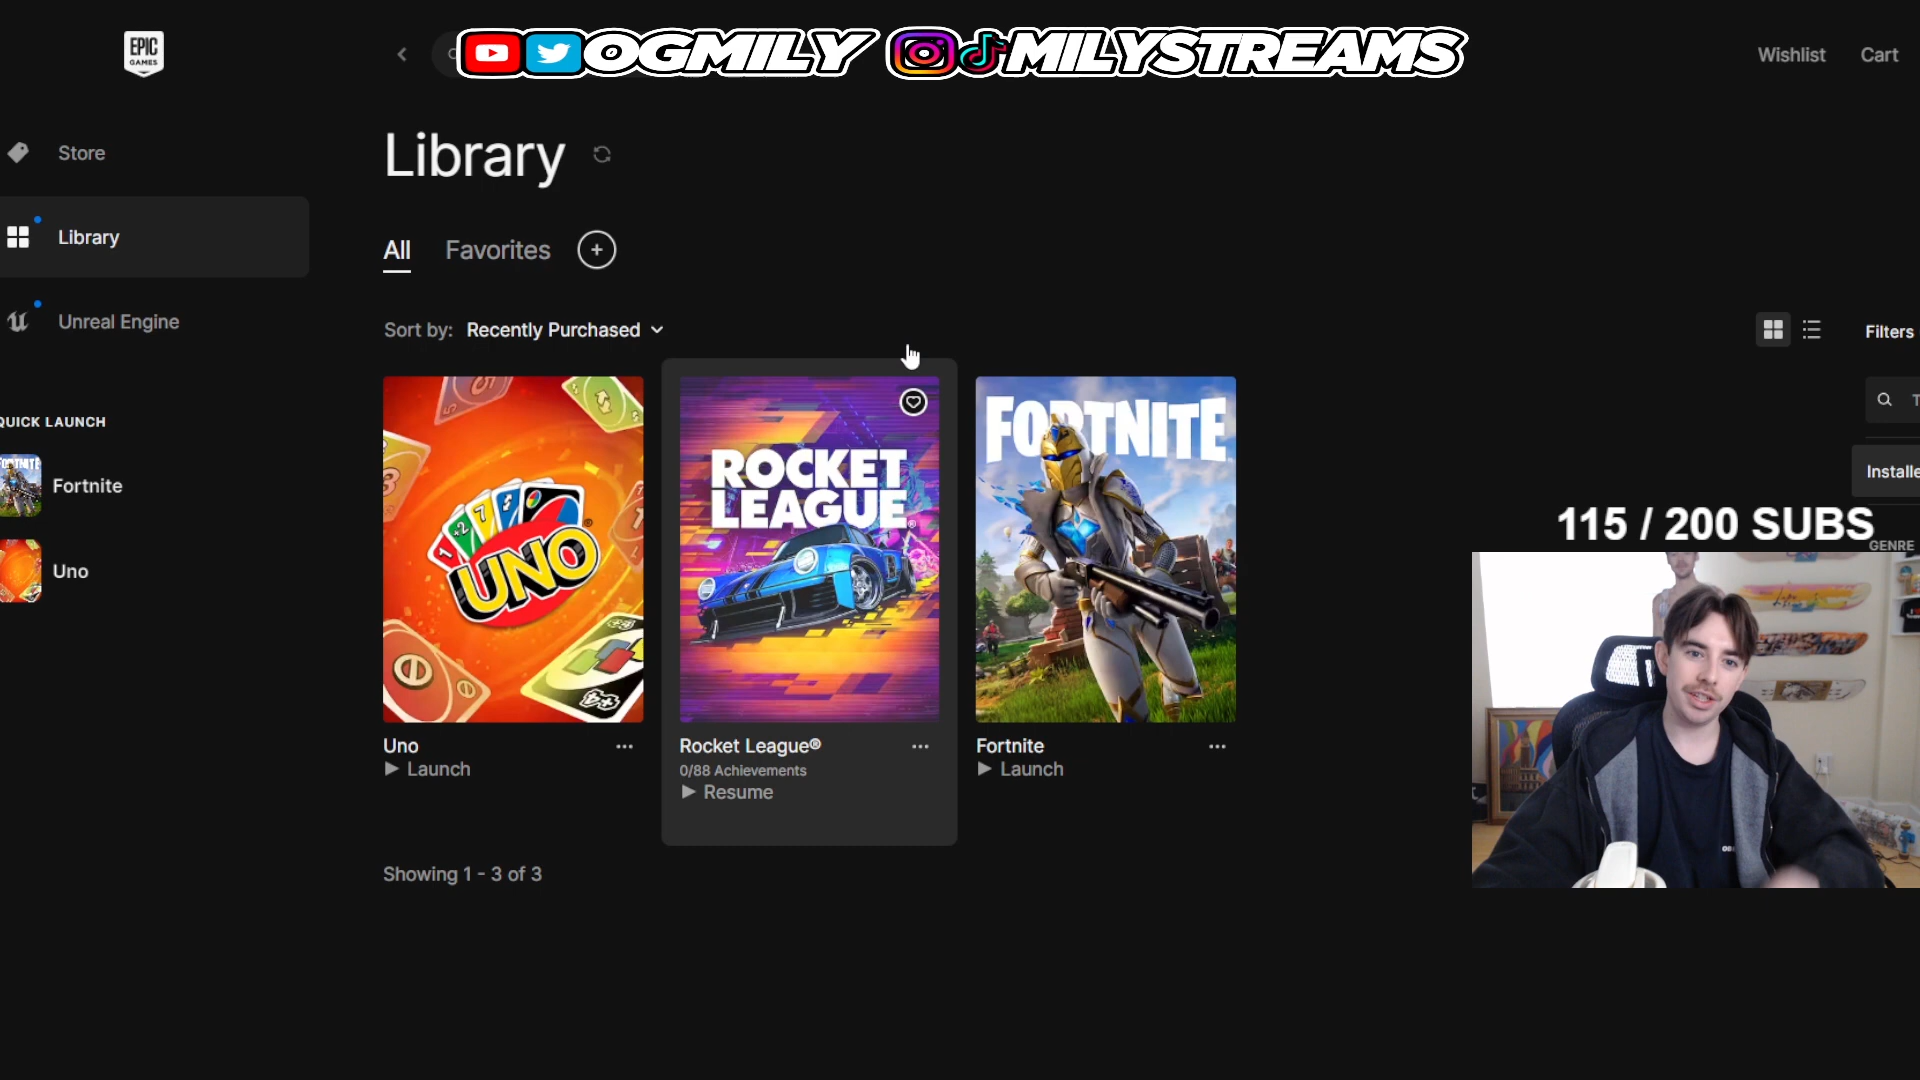 EPIC
GAMES
OGMILY MILYSTREAMS
Wishlist
Cart
Store
Library
Unreal Engine
QUICK LAUNCH
Fortnite
Uno
Library
All
Favorites
Sort by: Recently Purchased
Filters
Installe
GENRE
FORTNITE
ROCKET
LEAGUE
UNO
Uno
Launch
Rocket League®
0/88 Achievements
Resume
Fortnite
Launch
Showing 1 - 3 of 3
115 / 200 SUBS